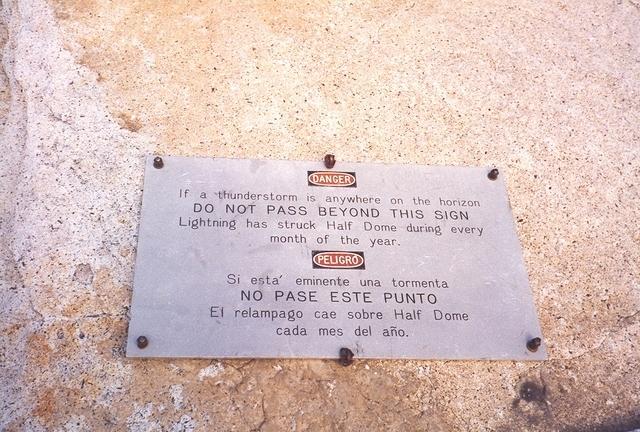 DANGER
If a thunderstorm is anywhere on the horizon
DO NOT PASS BEYOND THIS SIGN
Lightning has struck Half Dome during every
month of the year.
PELIGRO
Si esta' eminente una tormenta
NO PASE ESTE PUNTO
El relampago cae sobre Half Dome
cada mes del año.